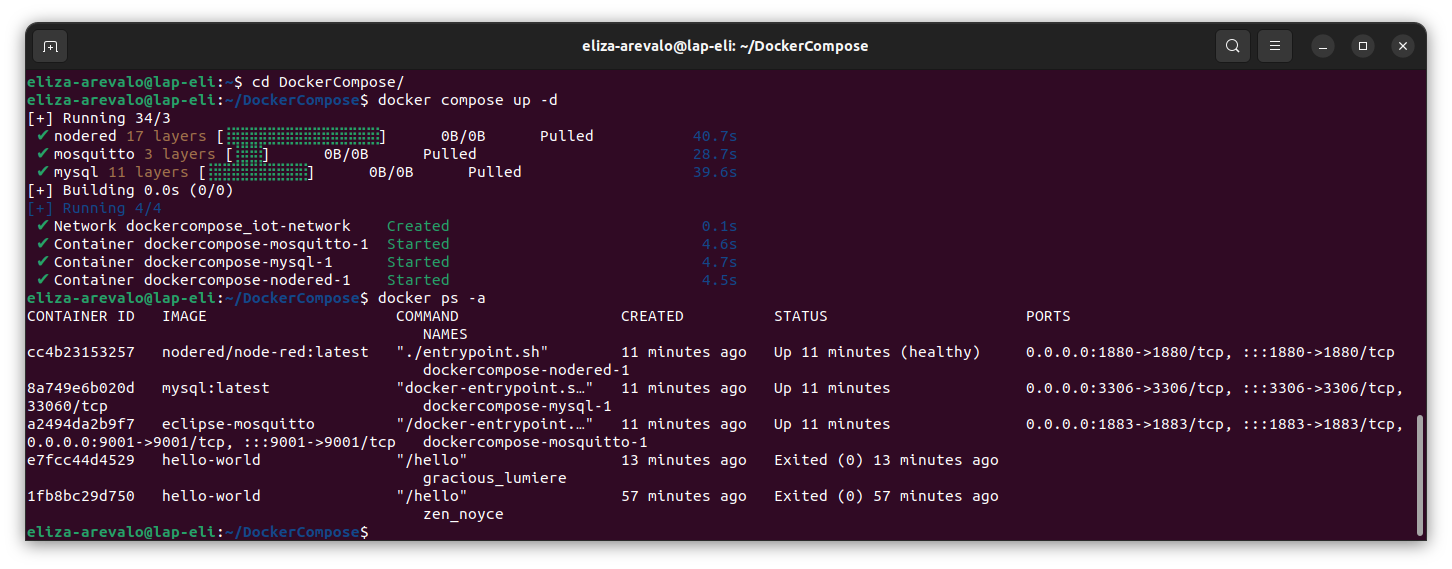 eliza-arevalo@lap-eli: ~/DockerCompose
eliza-arevalo@lap-eli:~$ cd DockerCompose/
eliza-arevalo@lap-eli:~/DockerCompose$ docker compose up -d
[+] Running 34/3
✔ nodered 17 layers [⣿⣿⣿⣿⣿⣿⣿⣿⣿⣿⣿⣿⣿⣿⣿⣿⣿] 0B/0B Pulled 40.7s
✔ mosquitto 3 layers [⣿⣿⣿] 0B/0B Pulled 28.7s
✔ mysql 11 layers [⣿⣿⣿⣿⣿⣿⣿⣿⣿⣿⣿] 0B/0B Pulled 39.6s
[+] Building 0.0s (0/0)
[+] Running 4/4
✔ Network dockercompose_iot-network Created 0.1s
✔ Container dockercompose-mosquitto-1 Started 4.6s
✔ Container dockercompose-mysql-1 Started 4.7s
✔ Container dockercompose-nodered-1 Started 4.5s
eliza-arevalo@lap-eli:~/DockerCompose$ docker ps -a
CONTAINER ID IMAGE COMMAND CREATED STATUS PORTS
NAMES
cc4b23153257 nodered/node-red:latest "./entrypoint.sh" 11 minutes ago Up 11 minutes (healthy) 0.0.0.0:1880->1880/tcp, :::1880->1880/tcp
dockercompose-nodered-1
8a749e6b020d mysql:latest "docker-entrypoint.s…" 11 minutes ago Up 11 minutes 0.0.0.0:3306->3306/tcp, :::3306->3306/tcp,
33060/tcp dockercompose-mysql-1
a2494da2b9f7 eclipse-mosquitto "/docker-entrypoint.…" 11 minutes ago Up 11 minutes 0.0.0.0:1883->1883/tcp, :::1883->1883/tcp,
0.0.0.0:9001->9001/tcp, :::9001->9001/tcp dockercompose-mosquitto-1
e7fcc44d4529 hello-world "/hello" 13 minutes ago Exited (0) 13 minutes ago
gracious_lumiere
1fb8bc29d750 hello-world "/hello" 57 minutes ago Exited (0) 57 minutes ago
zen_noyce
eliza-arevalo@lap-eli:~/DockerCompose$